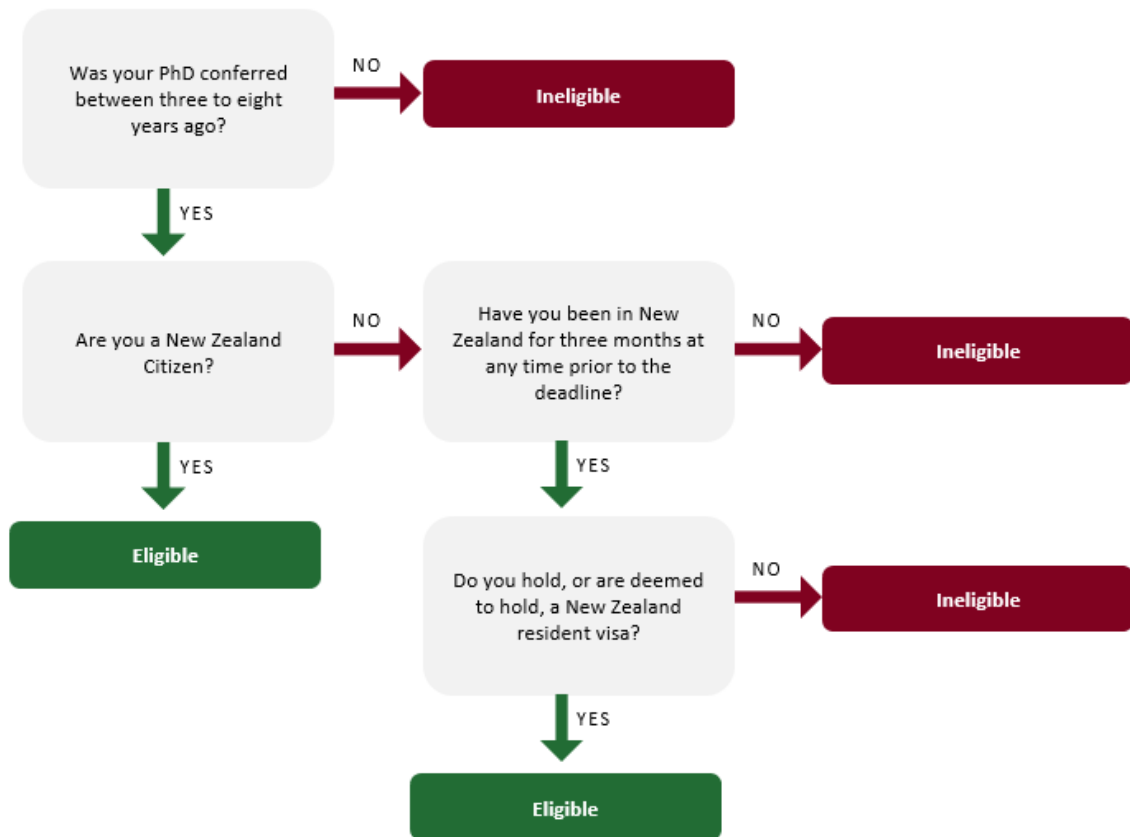 Was your PhD conferred
between three to eight
years ago?
NO
Ineligible
YES
Are you a New Zealand
Citizen?
NO
Have you been in New
Zealand for three months at
any time prior to the
deadline?
NO
Ineligible
YES
Eligible
YES
Do you hold, or are deemed
to hold, a New Zealand
resident visa?
NO
Ineligible
YES
Eligible